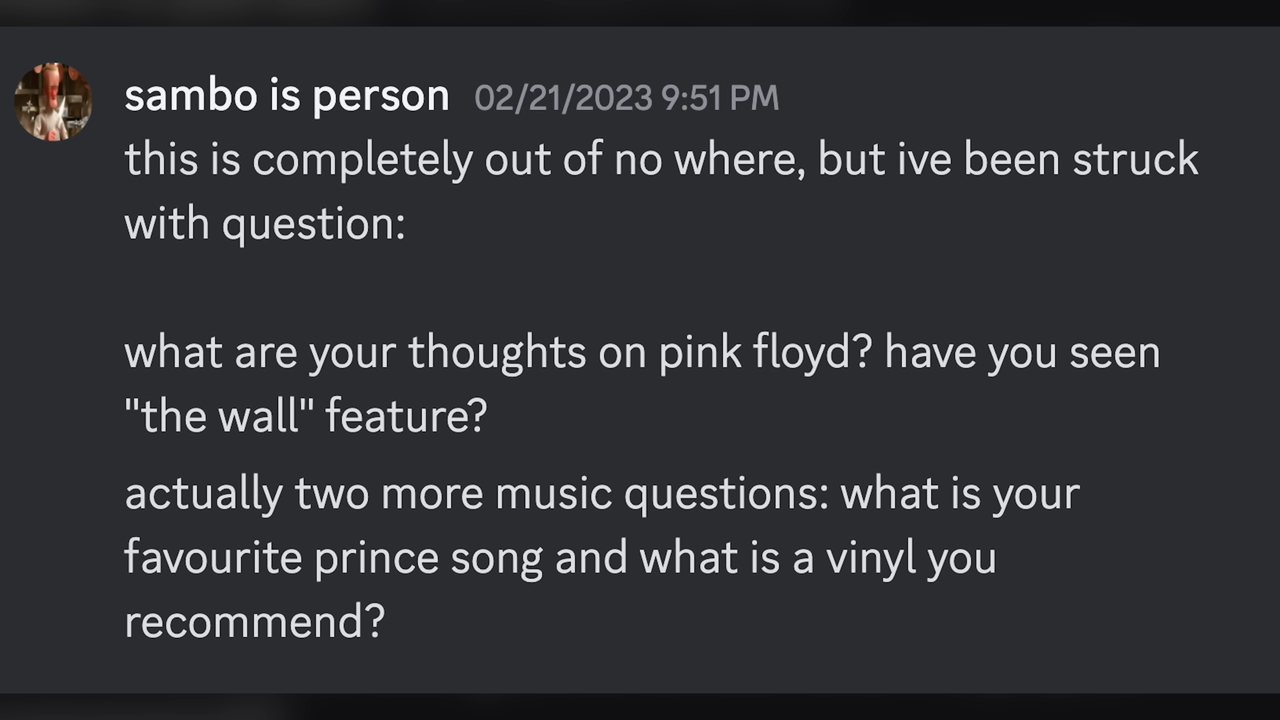 sambo is person 02/21/2023 9:51 PM
this is completely out of no where, but ive been struck
with question:
what are your thoughts on pink floyd? have you seen
"the wall" feature?
actually two more music questions: what is your
favourite prince song and what is a vinyl you
recommend?